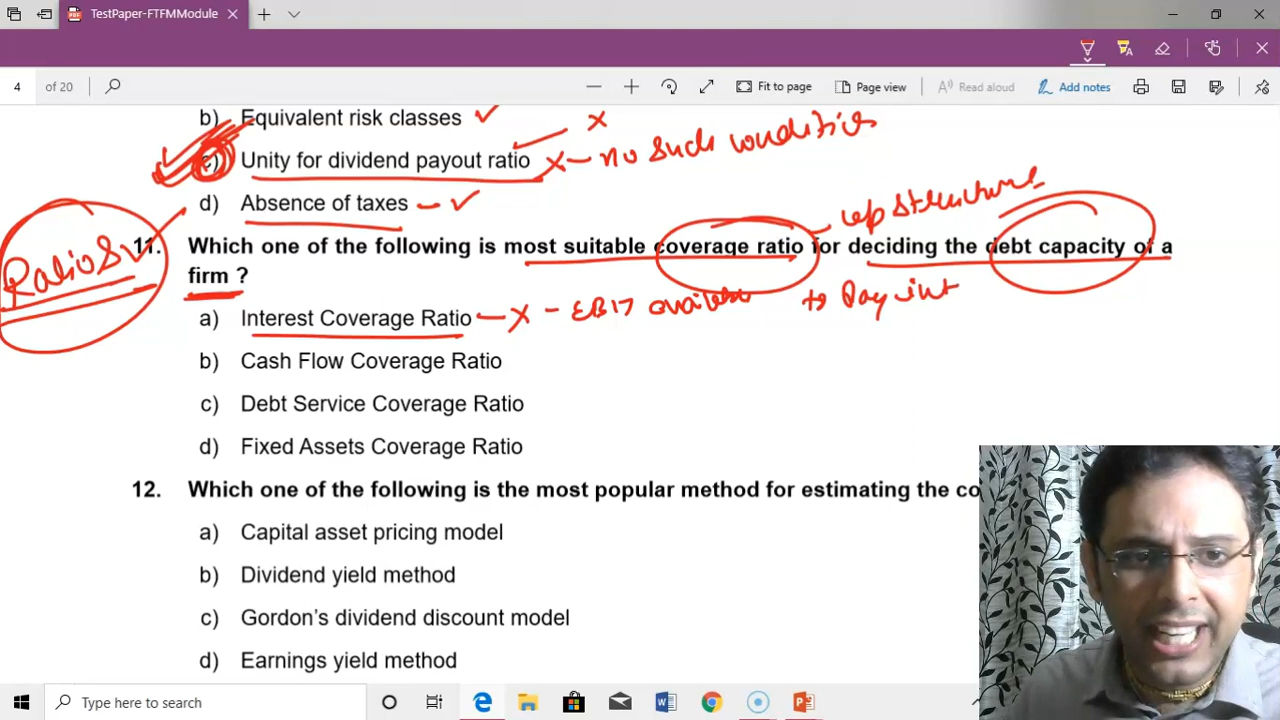 TestPaper-FTFMModule
4 of 20
Fit to page
Page view
Read aloud
Add notes
b) Equivalent risk classes
c) Unity for dividend payout ratio x - no such condition
d) Absence of taxes
Ratios
cap structure
11. Which one of the following is most suitable coverage ratio for deciding the debt capacity of a
firm ?
a) Interest Coverage Ratio - x - EBIT available to Pay int
b) Cash Flow Coverage Ratio
c) Debt Service Coverage Ratio
d) Fixed Assets Coverage Ratio
12. Which one of the following is the most popular method for estimating the co
a) Capital asset pricing model
b) Dividend yield method
c) Gordon's dividend discount model
d) Earnings yield method
Type here to search